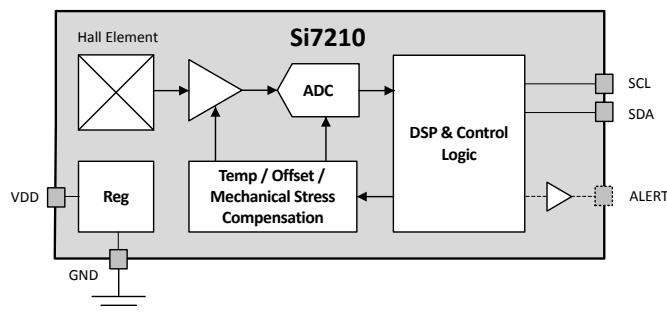 Si7210
Hall Element
ADC
DSP & Control
Logic
SCL
SDA
Temp / Offset /
Mechanical Stress
Compensation
VDD
Reg
ALERT
GND